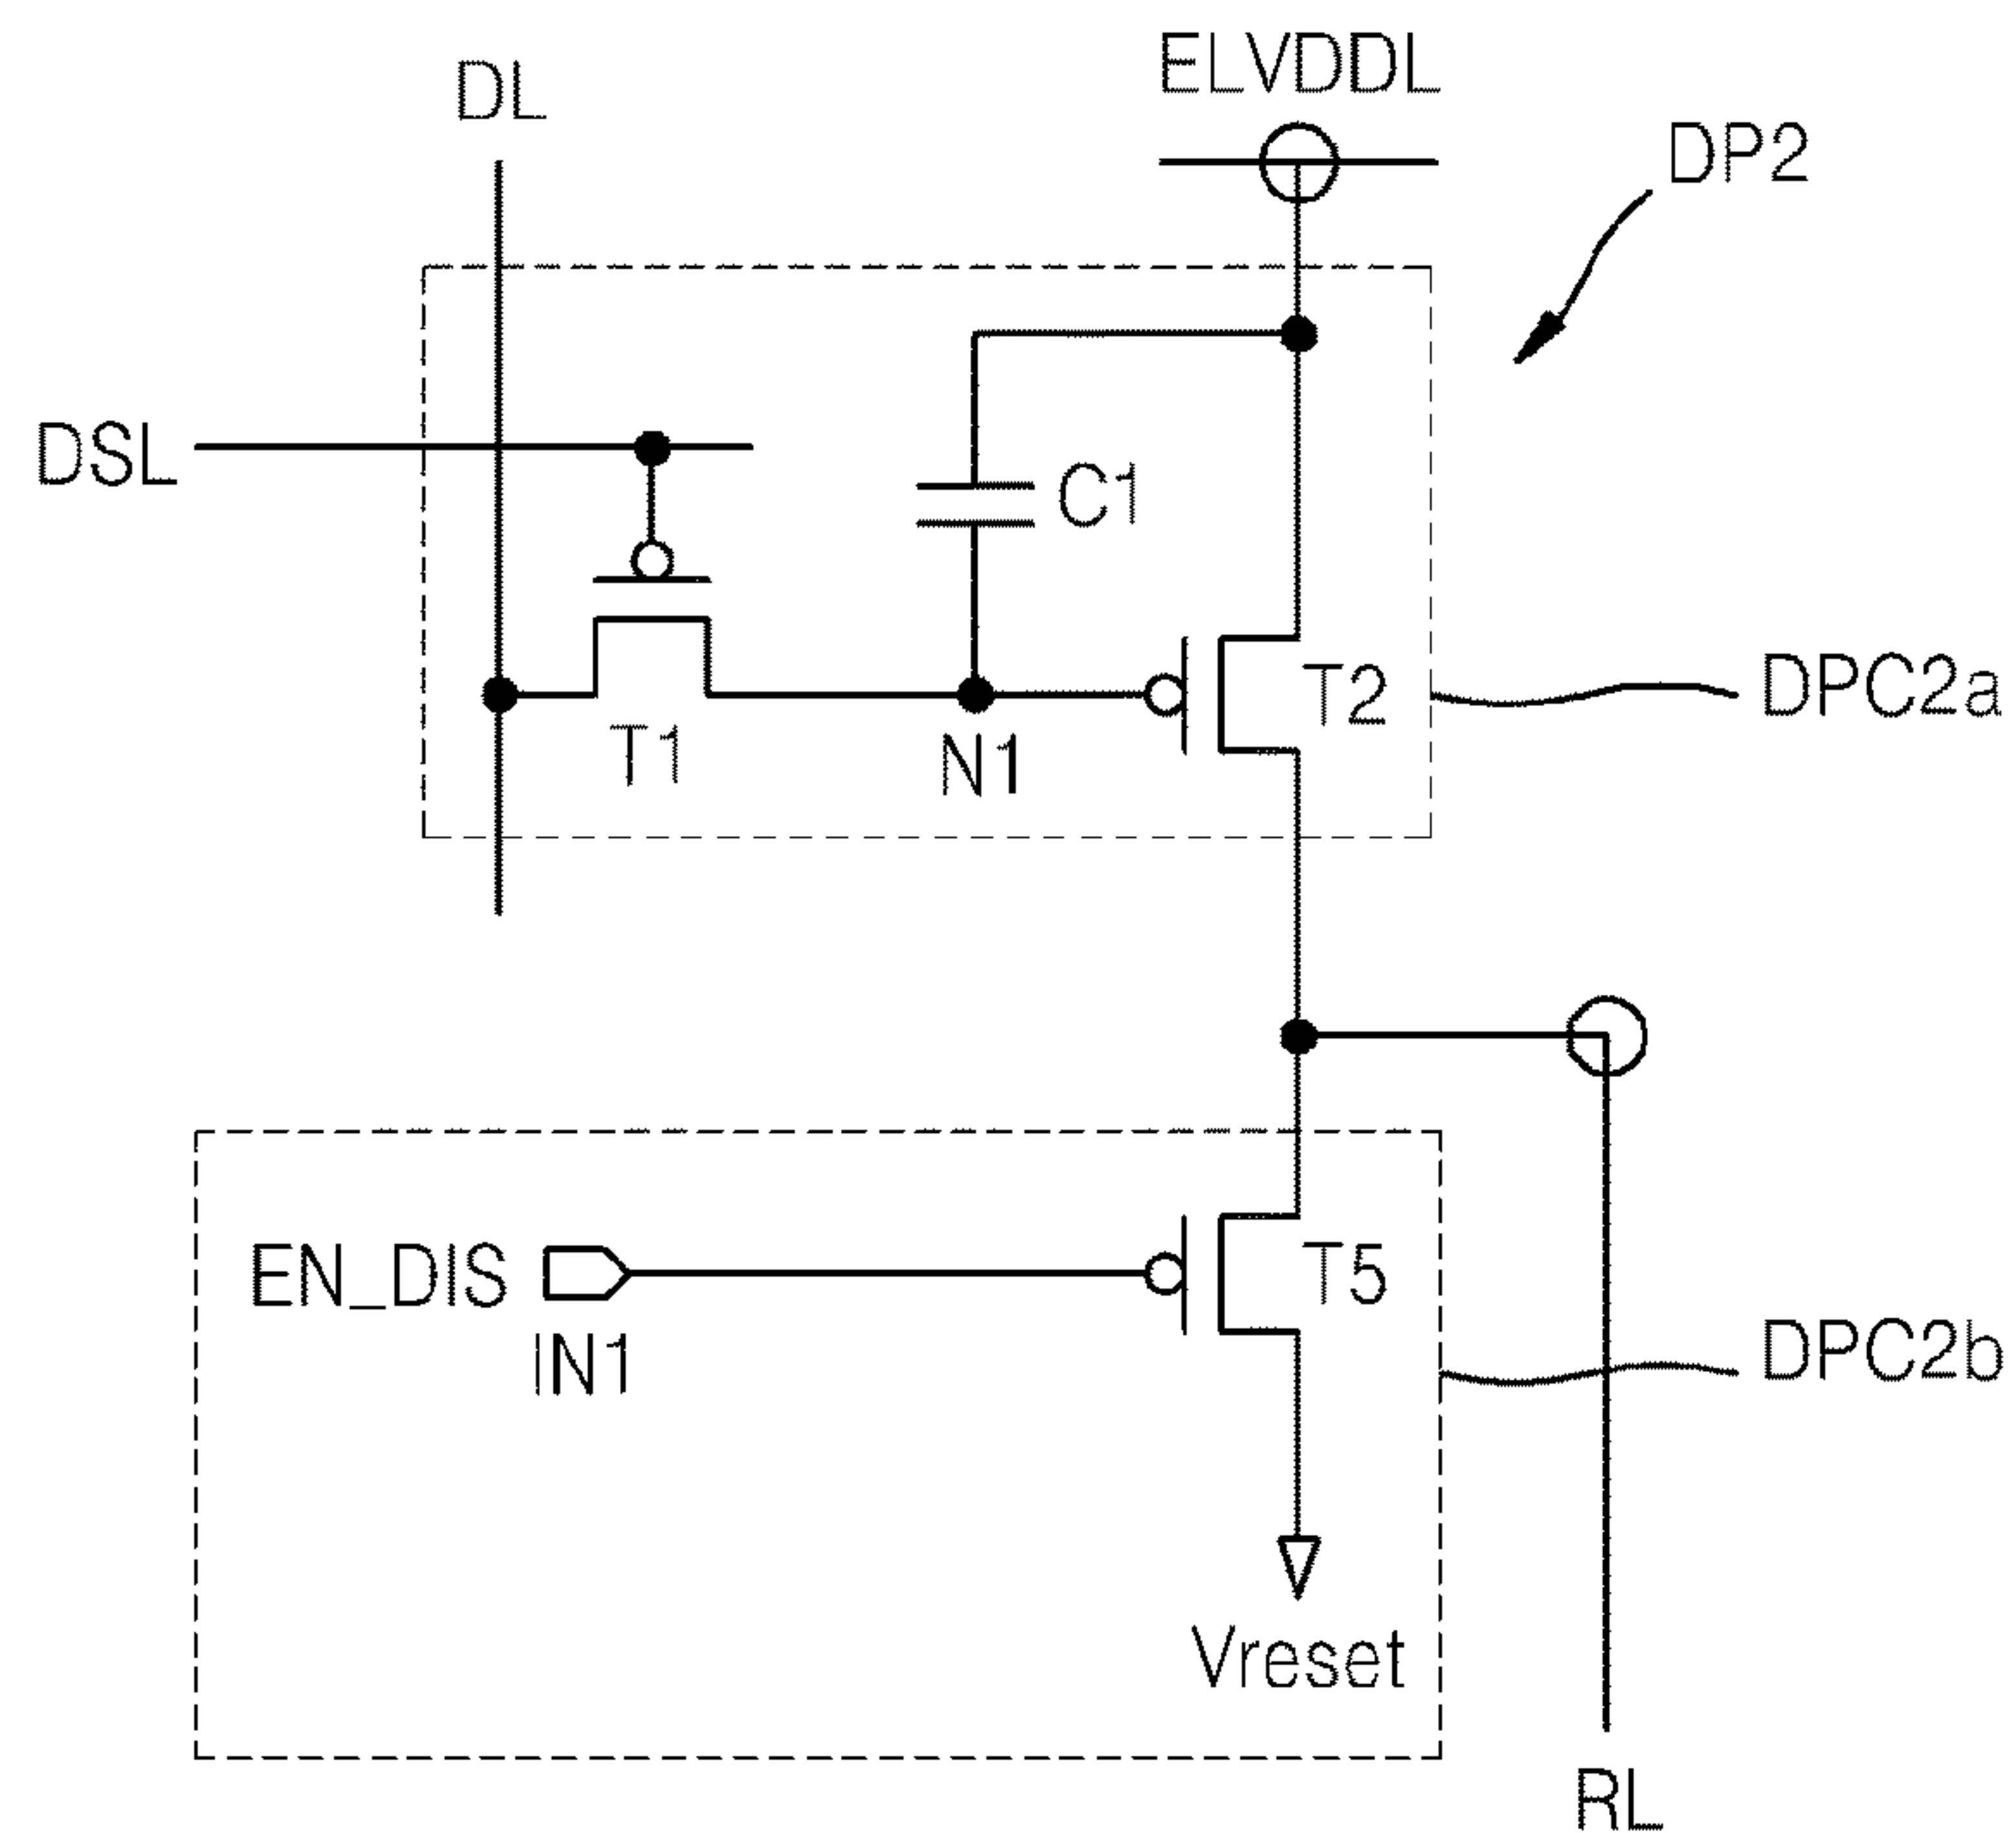 ELVDDL
DL
DP2
DSL
C1
T2
DPC2a
T1
N1
EN_DIS
T5
IN1
DPC2b
Vreset
RL